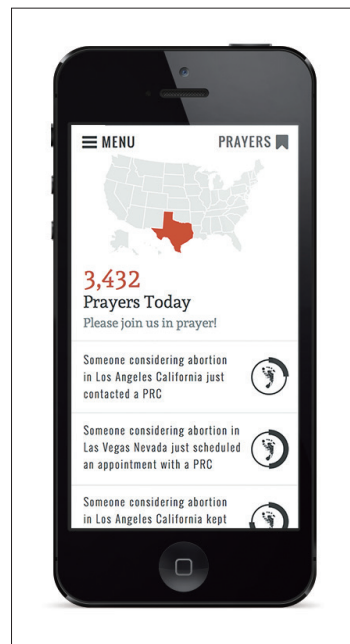 MENU PRAYERS
3,432
Prayers Today
Please join us in prayer!
Someone considering abortion
in Los Angeles California just
contacted a PRC
Someone considering abortion in
Las Vegas Nevada just scheduled
an appointment with a PRC
Someone considering abortion
in Los Angeles California kept